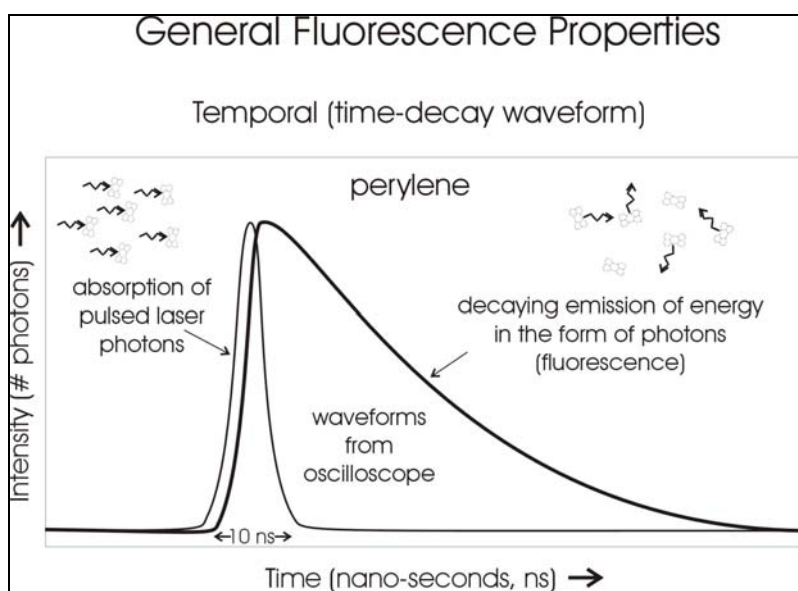 General Fluorescence Properties
Temporal (time-decay waveform)
perylene
absorption of
pulsed laser
photons
decaying emission of energy
in the form of photons
(fluorescence)
waveforms
from
oscilloscope
10 ns
Intensity (# photons)
Time (nano-seconds, ns)